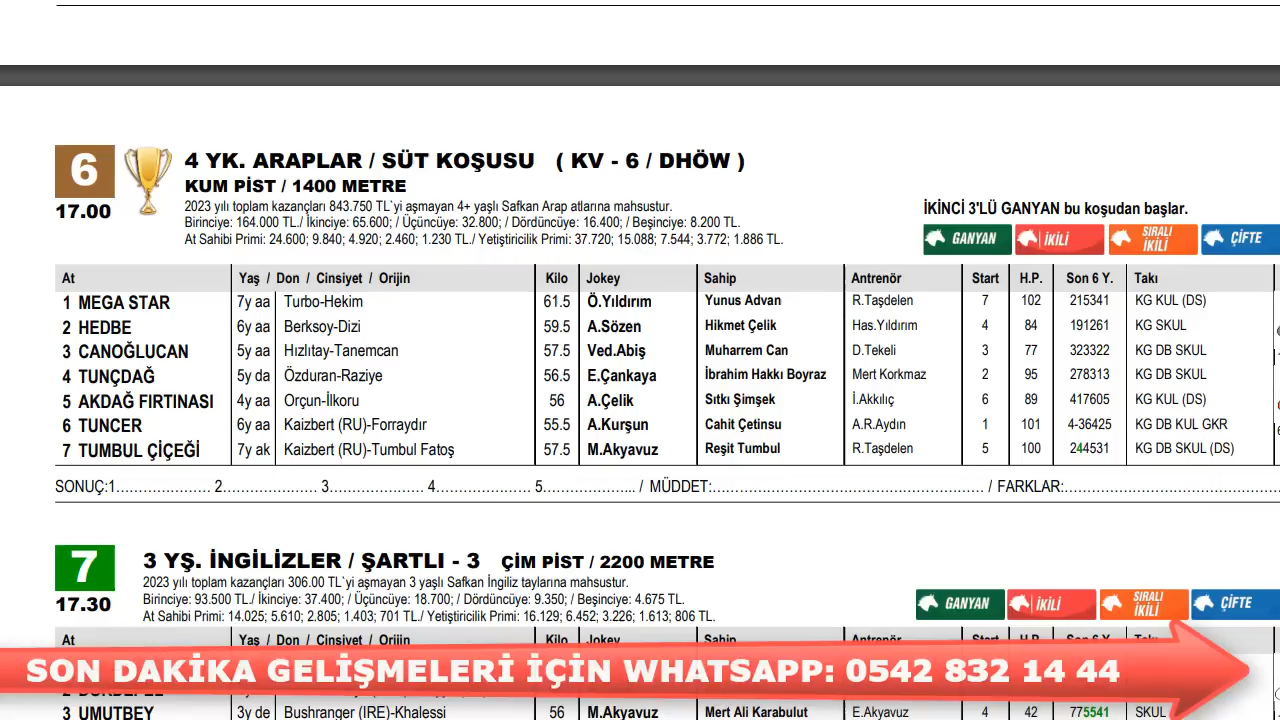 6 4 YK. ARAPLAR / SÜT KOŞUSU ( KV - 6 / DHÖW )
17.00 KUM PİST / 1400 METRE
2023 yılı toplam kazançları 843.750 TL`yi aşmayan 4+ yaşlı Safkan Arap atlarına mahsustur.
Birinciye: 164.000 TL./ İkinciye: 65.600; / Üçüncüye: 32.800; / Dördüncüye: 16.400; / Beşinciye: 8.200 TL.
At Sahibi Primi: 24.600; 9.840; 4.920; 2.460; 1.230 TL./ Yetiştiricilik Primi: 37.720; 15.088; 7.544; 3.772; 1.886 TL.
İKİNCİ 3'LÜ GANYAN bu koşudan başlar.
GANYAN İKİLİ SIRALI İKİLİ ÇİFTE
At Yaş / Don / Cinsiyet / Orijin Kilo Jokey Sahip Antrenör Start H.P. Son 6 Y. Takı
1 MEGA STAR 7y aa Turbo-Hekim 61.5 Ö.Yıldırım Yunus Advan R.Taşdelen 7 102 215341 KG KUL (DS)
2 HEDBE 6y aa Berksoy-Dizi 59.5 A.Sözen Hikmet Çelik Has.Yıldırım 4 84 191261 KG SKUL
3 CANOĞLUCAN 5y aa Hızlıtay-Tanemcan 57.5 Ved.Abiş Muharrem Can D.Tekeli 3 77 323322 KG DB SKUL
4 TUNÇDAĞ 5y da Özduran-Raziye 56.5 E.Çankaya İbrahim Hakkı Boyraz Mert Korkmaz 2 95 278313 KG DB SKUL
5 AKDAĞ FIRTINASI 4y aa Orçun-İlkoru 56 A.Çelik Sıtkı Şimşek İ.Akkılıç 6 89 417605 KG KUL (DS)
6 TUNCER 6y aa Kaizbert (RU)-Forraydır 55.5 A.Kurşun Cahit Çetinsu A.R.Aydın 1 101 4-36425 KG DB KUL GKR
7 TUMBUL ÇİÇEĞİ 7y ak Kaizbert (RU)-Tumbul Fatoş 57.5 M.Akyavuz Reşit Tumbul R.Taşdelen 5 100 244531 KG DB SKUL (DS)
SONUÇ:1..................... 2..................... 3..................... 4..................... 5..................... / MÜDDET:............................................................. / FARKLAR:................................................
7 3 YŞ. İNGİLİZLER / ŞARTLI - 3 ÇİM PİST / 2200 METRE
17.30 2023 yılı toplam kazançları 306.00 TL`yi aşmayan 3 yaşlı Safkan İngiliz taylarına mahsustur.
Birinciye: 93.500 TL./ İkinciye: 37.400; / Üçüncüye: 18.700; / Dördüncüye: 9.350; / Beşinciye: 4.675 TL.
At Sahibi Primi: 14.025; 5.610; 2.805; 1.403; 701 TL./ Yetiştiricilik Primi: 16.129; 6.452; 3.226; 1.613; 806 TL.
GANYAN İKİLİ SIRALI İKİLİ ÇİFTE
At Yaş / Don / Cinsiyet / Orijin Kilo Jokey Sahip Antrenör Start H.P. Son 6 Y. Takı
SON DAKİKA GELİŞMELERİ İÇİN WHATSAPP: 0542 832 14 44
3 UMUTBEY 3y de Bushranger (IRE)-Khalessi 56 M.Akyavuz Mert Ali Karabulut E.Akyavuz 4 42 775541 SKUL